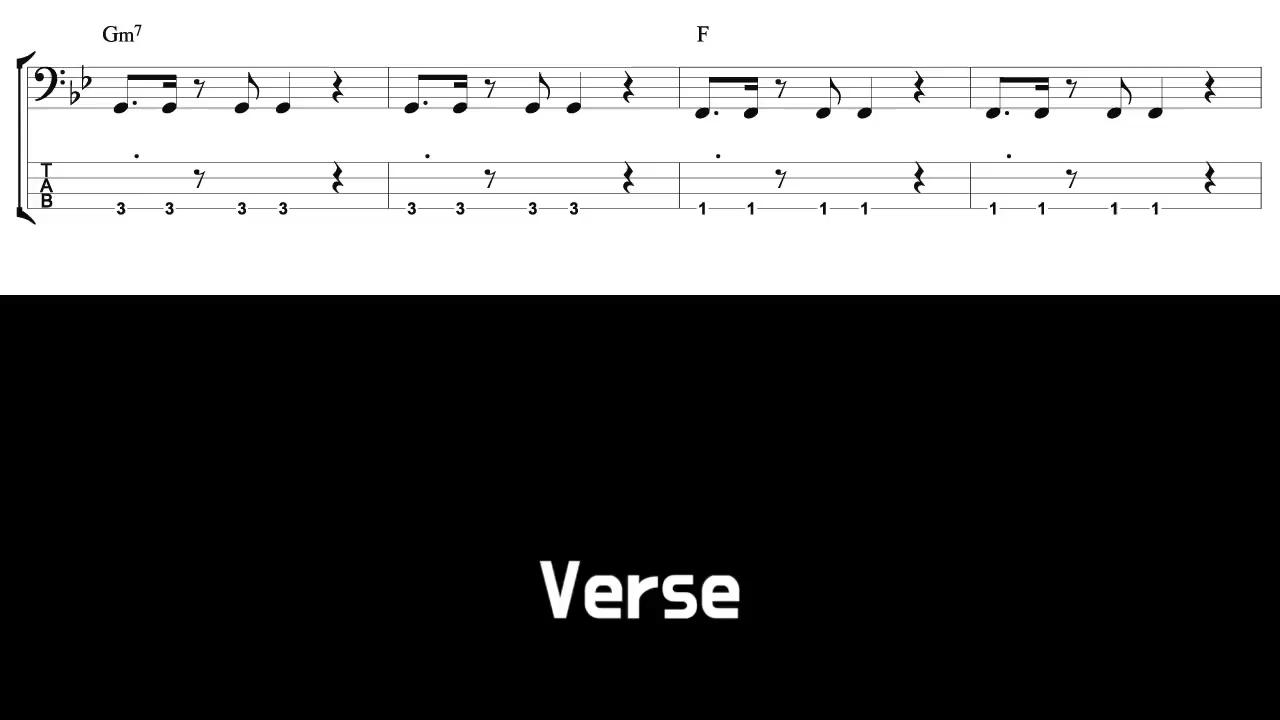 Gm7 F
T
A
B
3 3 3 3 3 3 3 3 1 1 1 1 1 1 1 1
Verse